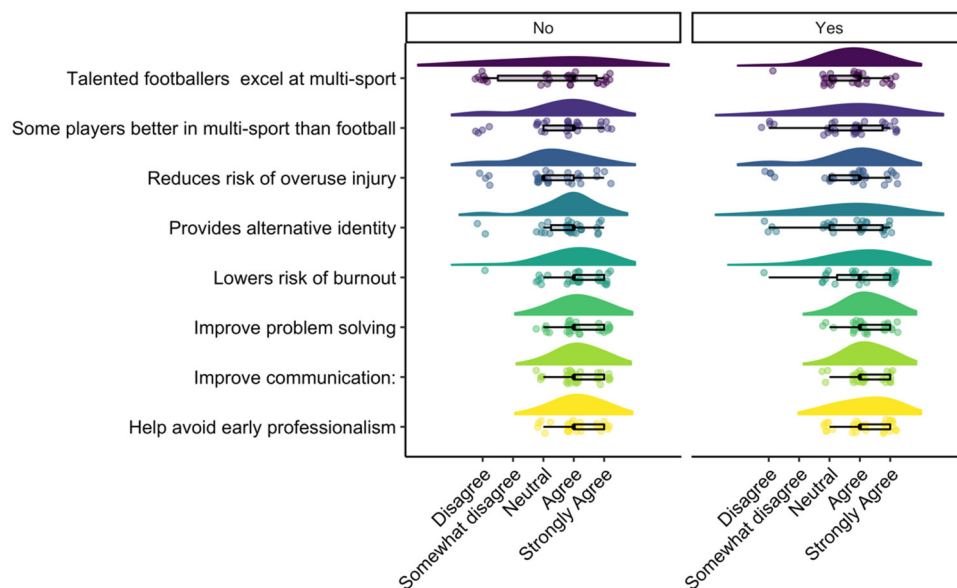 No
Yes
Talented footballers excel at multi-sport
Some players better in multi-sport than football
Reduces risk of overuse injury
Provides alternative identity
Lowers risk of burnout
Improve problem solving
Improve communication:
Help avoid early professionalism
Disagree
Somewhat disagree
Neutral
Agree
Strongly Agree
Disagree
Somewhat disagree
Neutral
Agree
Strongly Agree